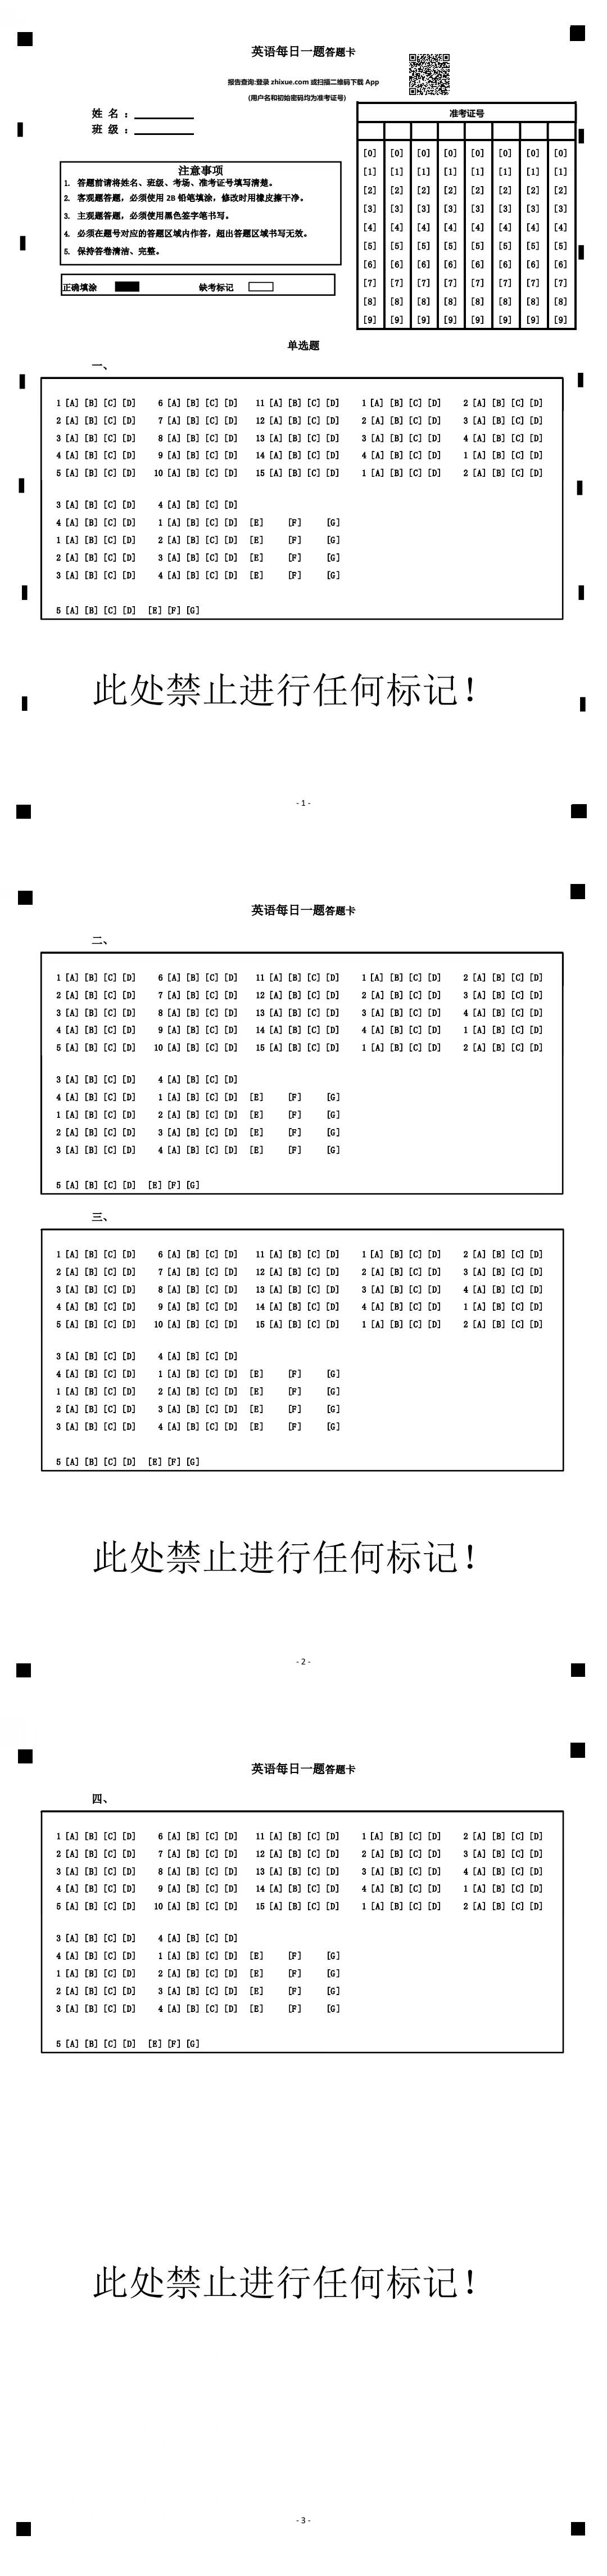 英语每日一题答题卡
报告查询:登录 zhixue.com 或扫描二维码下载 App
(用户名和初始密码均为准考证号)
姓 名 ：
班 级 ：
准考证号
[0] [0] [0] [0] [0] [0] [0] [0]
[1] [1] [1] [1] [1] [1] [1] [1]
[2] [2] [2] [2] [2] [2] [2] [2]
[3] [3] [3] [3] [3] [3] [3] [3]
[4] [4] [4] [4] [4] [4] [4] [4]
[5] [5] [5] [5] [5] [5] [5] [5]
[6] [6] [6] [6] [6] [6] [6] [6]
[7] [7] [7] [7] [7] [7] [7] [7]
[8] [8] [8] [8] [8] [8] [8] [8]
[9] [9] [9] [9] [9] [9] [9] [9]
注意事项
1. 答题前请将姓名、班级、考场、准考证号填写清楚。
2. 客观题答题，必须使用 2B 铅笔填涂，修改时用橡皮擦干净。
3. 主观题答题，必须使用黑色签字笔书写。
4. 必须在题号对应的答题区域内作答，超出答题区域书写无效。
5. 保持答卷清洁、完整。
正确填涂 缺考标记
单选题
一、
1 [A] [B] [C] [D] 6 [A] [B] [C] [D] 11 [A] [B] [C] [D] 1 [A] [B] [C] [D] 2 [A] [B] [C] [D]
2 [A] [B] [C] [D] 7 [A] [B] [C] [D] 12 [A] [B] [C] [D] 2 [A] [B] [C] [D] 3 [A] [B] [C] [D]
3 [A] [B] [C] [D] 8 [A] [B] [C] [D] 13 [A] [B] [C] [D] 3 [A] [B] [C] [D] 4 [A] [B] [C] [D]
4 [A] [B] [C] [D] 9 [A] [B] [C] [D] 14 [A] [B] [C] [D] 4 [A] [B] [C] [D] 1 [A] [B] [C] [D]
5 [A] [B] [C] [D] 10 [A] [B] [C] [D] 15 [A] [B] [C] [D] 1 [A] [B] [C] [D] 2 [A] [B] [C] [D]
3 [A] [B] [C] [D] 4 [A] [B] [C] [D]
4 [A] [B] [C] [D] 1 [A] [B] [C] [D] [E] [F] [G]
1 [A] [B] [C] [D] 2 [A] [B] [C] [D] [E] [F] [G]
2 [A] [B] [C] [D] 3 [A] [B] [C] [D] [E] [F] [G]
3 [A] [B] [C] [D] 4 [A] [B] [C] [D] [E] [F] [G]
5 [A] [B] [C] [D] [E] [F] [G]
此处禁止进行任何标记！
- 1 -
英语每日一题答题卡
二、
1 [A] [B] [C] [D] 6 [A] [B] [C] [D] 11 [A] [B] [C] [D] 1 [A] [B] [C] [D] 2 [A] [B] [C] [D]
2 [A] [B] [C] [D] 7 [A] [B] [C] [D] 12 [A] [B] [C] [D] 2 [A] [B] [C] [D] 3 [A] [B] [C] [D]
3 [A] [B] [C] [D] 8 [A] [B] [C] [D] 13 [A] [B] [C] [D] 3 [A] [B] [C] [D] 4 [A] [B] [C] [D]
4 [A] [B] [C] [D] 9 [A] [B] [C] [D] 14 [A] [B] [C] [D] 4 [A] [B] [C] [D] 1 [A] [B] [C] [D]
5 [A] [B] [C] [D] 10 [A] [B] [C] [D] 15 [A] [B] [C] [D] 1 [A] [B] [C] [D] 2 [A] [B] [C] [D]
3 [A] [B] [C] [D] 4 [A] [B] [C] [D]
4 [A] [B] [C] [D] 1 [A] [B] [C] [D] [E] [F] [G]
1 [A] [B] [C] [D] 2 [A] [B] [C] [D] [E] [F] [G]
2 [A] [B] [C] [D] 3 [A] [B] [C] [D] [E] [F] [G]
3 [A] [B] [C] [D] 4 [A] [B] [C] [D] [E] [F] [G]
5 [A] [B] [C] [D] [E] [F] [G]
三、
1 [A] [B] [C] [D] 6 [A] [B] [C] [D] 11 [A] [B] [C] [D] 1 [A] [B] [C] [D] 2 [A] [B] [C] [D]
2 [A] [B] [C] [D] 7 [A] [B] [C] [D] 12 [A] [B] [C] [D] 2 [A] [B] [C] [D] 3 [A] [B] [C] [D]
3 [A] [B] [C] [D] 8 [A] [B] [C] [D] 13 [A] [B] [C] [D] 3 [A] [B] [C] [D] 4 [A] [B] [C] [D]
4 [A] [B] [C] [D] 9 [A] [B] [C] [D] 14 [A] [B] [C] [D] 4 [A] [B] [C] [D] 1 [A] [B] [C] [D]
5 [A] [B] [C] [D] 10 [A] [B] [C] [D] 15 [A] [B] [C] [D] 1 [A] [B] [C] [D] 2 [A] [B] [C] [D]
3 [A] [B] [C] [D] 4 [A] [B] [C] [D]
4 [A] [B] [C] [D] 1 [A] [B] [C] [D] [E] [F] [G]
1 [A] [B] [C] [D] 2 [A] [B] [C] [D] [E] [F] [G]
2 [A] [B] [C] [D] 3 [A] [B] [C] [D] [E] [F] [G]
3 [A] [B] [C] [D] 4 [A] [B] [C] [D] [E] [F] [G]
5 [A] [B] [C] [D] [E] [F] [G]
此处禁止进行任何标记！
- 2 -
英语每日一题答题卡
四、
1 [A] [B] [C] [D] 6 [A] [B] [C] [D] 11 [A] [B] [C] [D] 1 [A] [B] [C] [D] 2 [A] [B] [C] [D]
2 [A] [B] [C] [D] 7 [A] [B] [C] [D] 12 [A] [B] [C] [D] 2 [A] [B] [C] [D] 3 [A] [B] [C] [D]
3 [A] [B] [C] [D] 8 [A] [B] [C] [D] 13 [A] [B] [C] [D] 3 [A] [B] [C] [D] 4 [A] [B] [C] [D]
4 [A] [B] [C] [D] 9 [A] [B] [C] [D] 14 [A] [B] [C] [D] 4 [A] [B] [C] [D] 1 [A] [B] [C] [D]
5 [A] [B] [C] [D] 10 [A] [B] [C] [D] 15 [A] [B] [C] [D] 1 [A] [B] [C] [D] 2 [A] [B] [C] [D]
3 [A] [B] [C] [D] 4 [A] [B] [C] [D]
4 [A] [B] [C] [D] 1 [A] [B] [C] [D] [E] [F] [G]
1 [A] [B] [C] [D] 2 [A] [B] [C] [D] [E] [F] [G]
2 [A] [B] [C] [D] 3 [A] [B] [C] [D] [E] [F] [G]
3 [A] [B] [C] [D] 4 [A] [B] [C] [D] [E] [F] [G]
5 [A] [B] [C] [D] [E] [F] [G]
此处禁止进行任何标记！
- 3 -